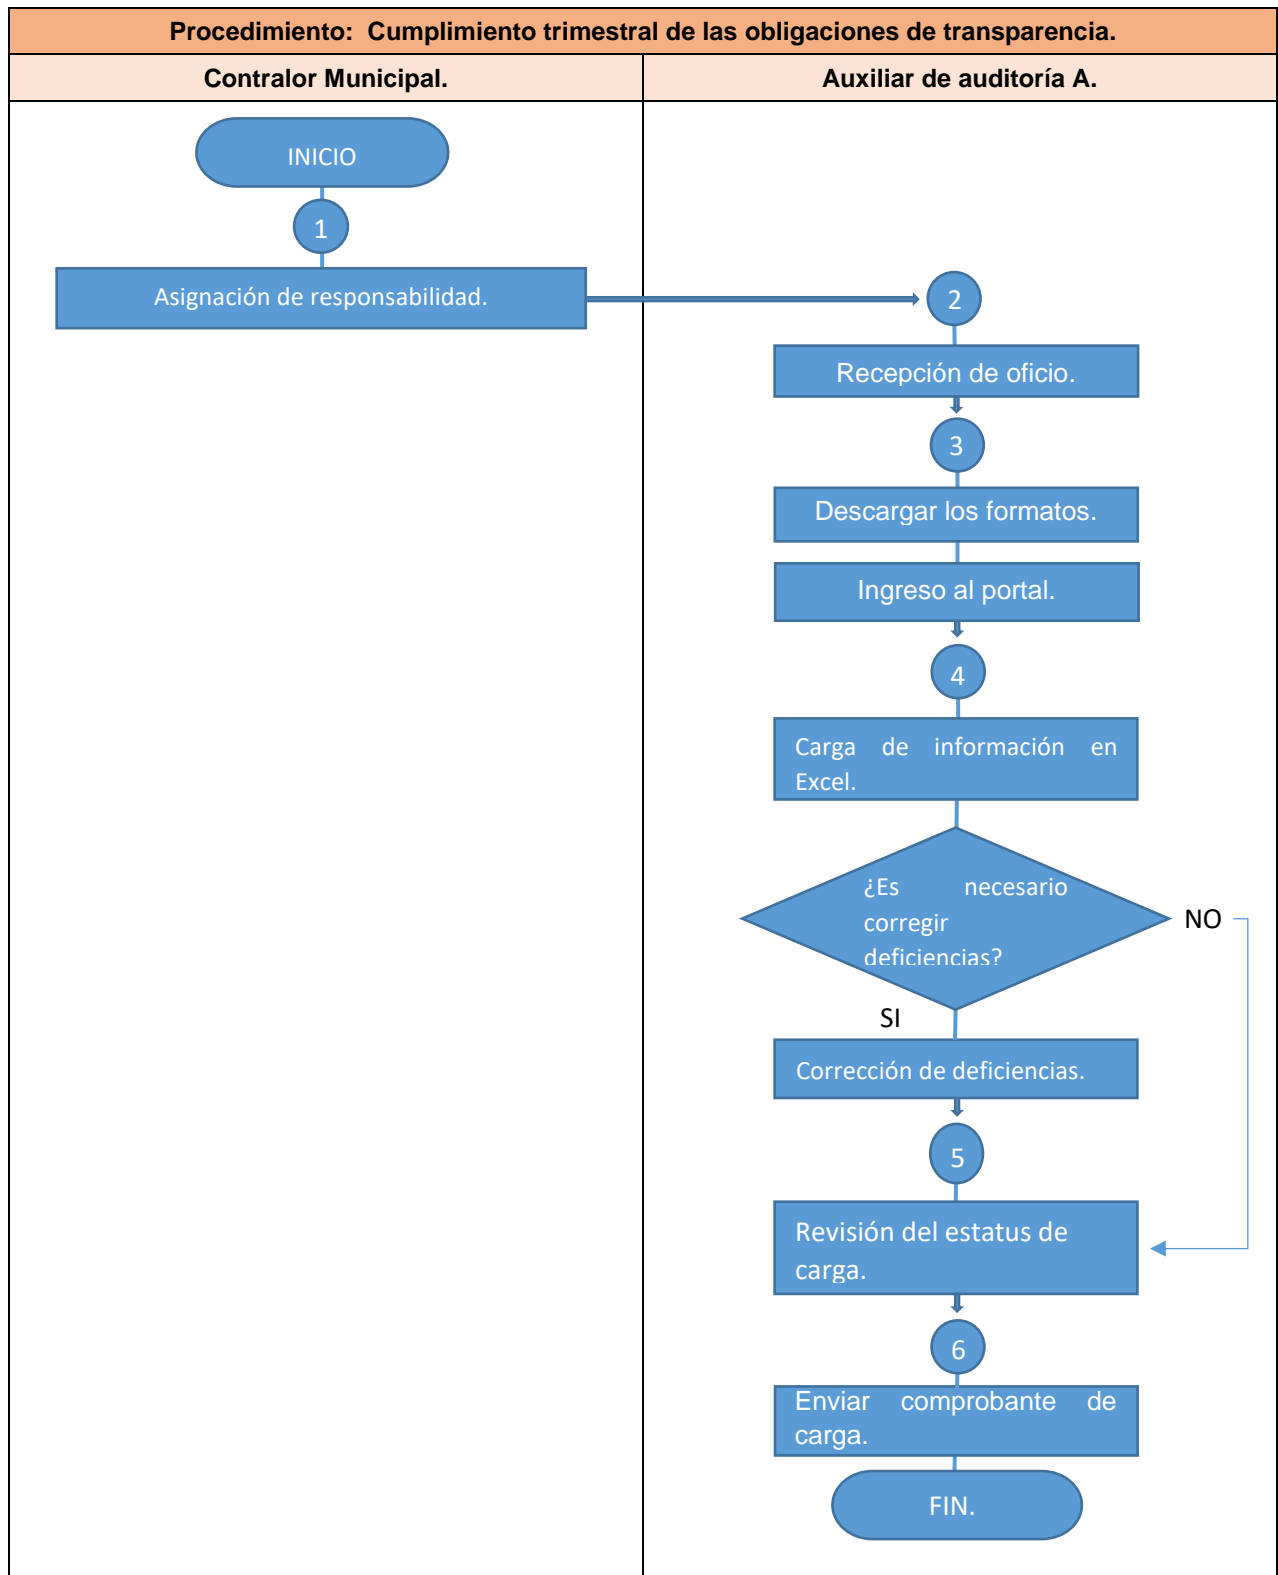 Procedimiento: Cumplimiento trimestral de las obligaciones de transparencia.
Contralor Municipal.
Auxiliar de auditoría A.
INICIO
1
Asignación de responsabilidad.
2
Recepción de oficio.
3
Descargar los formatos.
Ingreso al portal.
4
Carga de información en
Excel.
¿Es necesario
corregir
deficiencias?
NO
SI
Corrección de deficiencias.
5
Revisión del estatus de
carga.
6
Enviar comprobante de
carga.
FIN.